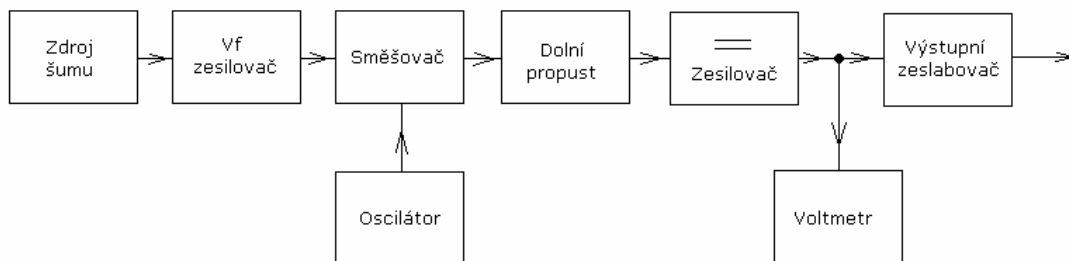 Zdroj
šumu
Vf
zesilovač
Směšovač
Dolní
propust
Zesilovač
Výstupní
zeslabovač
Oscilátor
Voltmetr